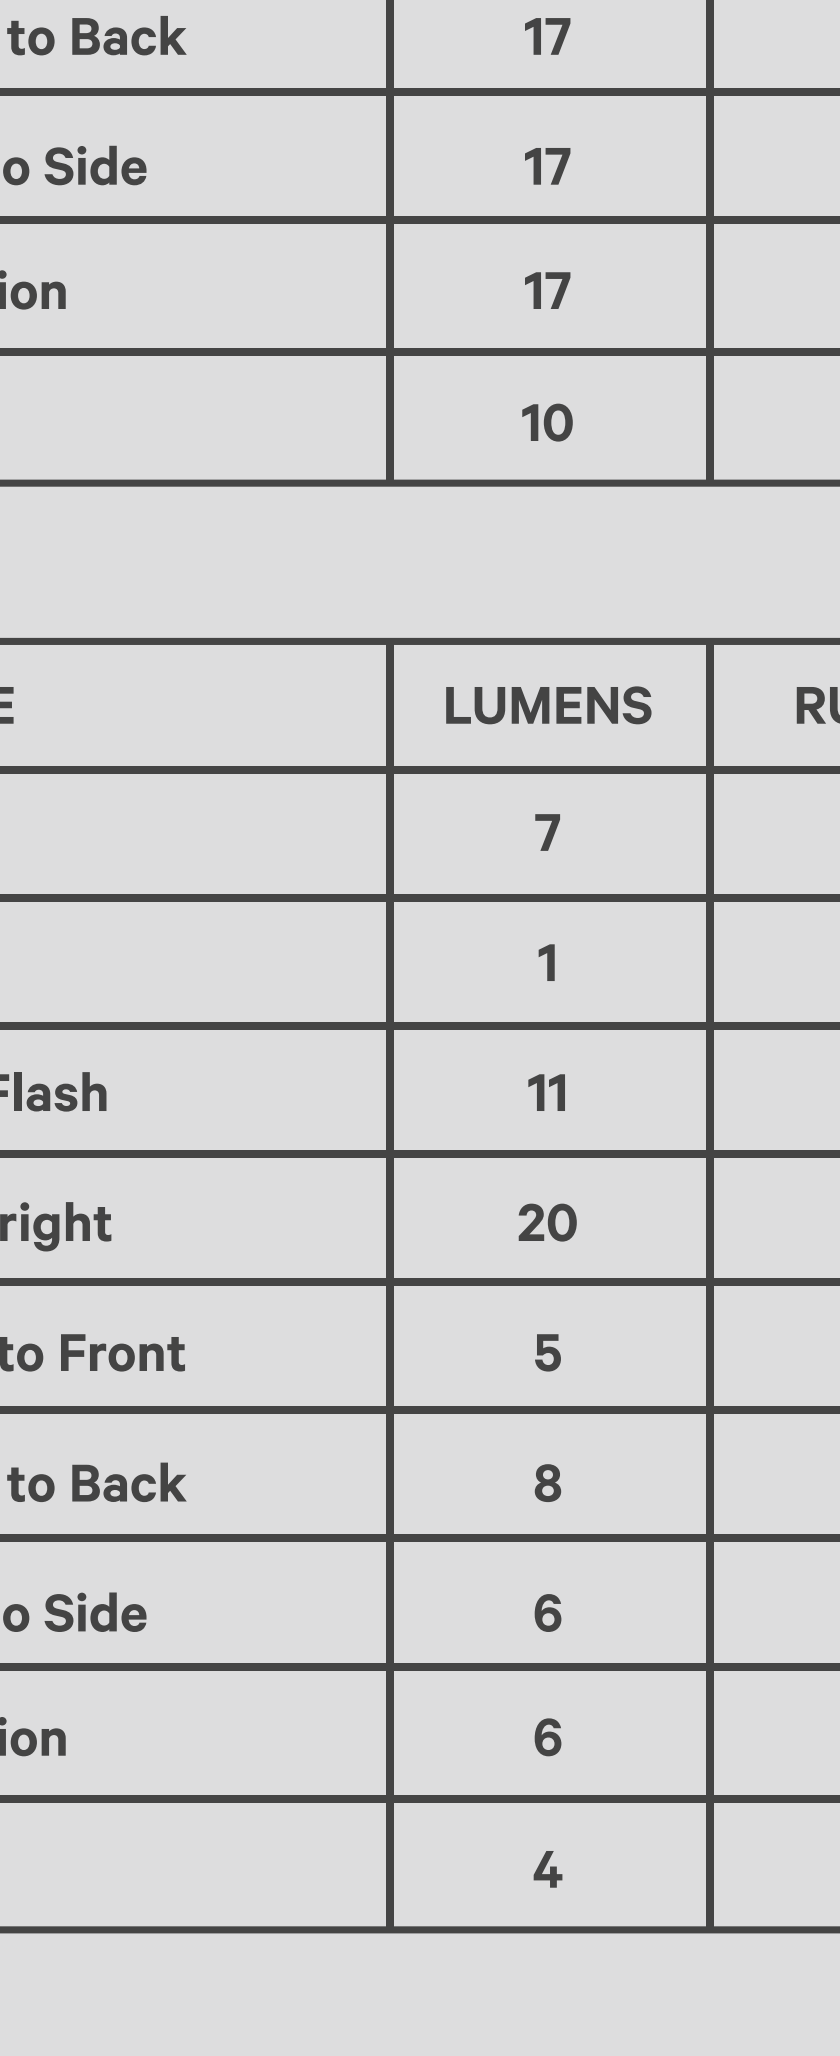 to Back 17
o Side 17
ion 17
10
E LUMENS RU
7
1
Flash 11
right 20
to Front 5
to Back 8
o Side 6
ion 6
4